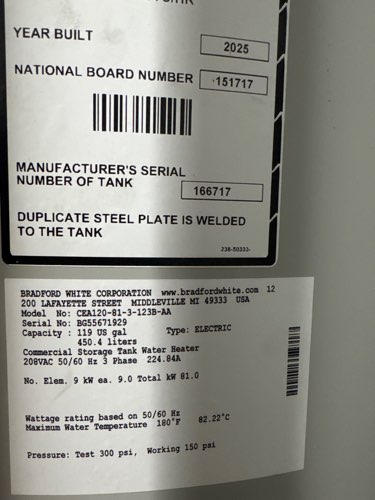 YEAR BUILT 2025
NATIONAL BOARD NUMBER 151717
MANUFACTURER'S SERIAL
NUMBER OF TANK 166717
DUPLICATE STEEL PLATE IS WELDED
TO THE TANK
238-50333-
BRADFORD WHITE CORPORATION www.bradfordwhite.com 12
200 LAFAYETTE STREET MIDDLEVILLE MI 49333 USA
Model No: CEA120-81-3-123B-AA
Serial No: BG55671929
Capacity : 119 US gal Type: ELECTRIC
450.4 liters
Commercial Storage Tank Water Heater
208VAC 50/60 Hz 3 Phase 224.84A
No. Elem. 9 kW ea. 9.0 Total kW 81.0
Wattage rating based on 50/60 Hz
Maximum Water Temperature 180°F 82.22°C
Pressure: Test 300 psi, Working 150 psi